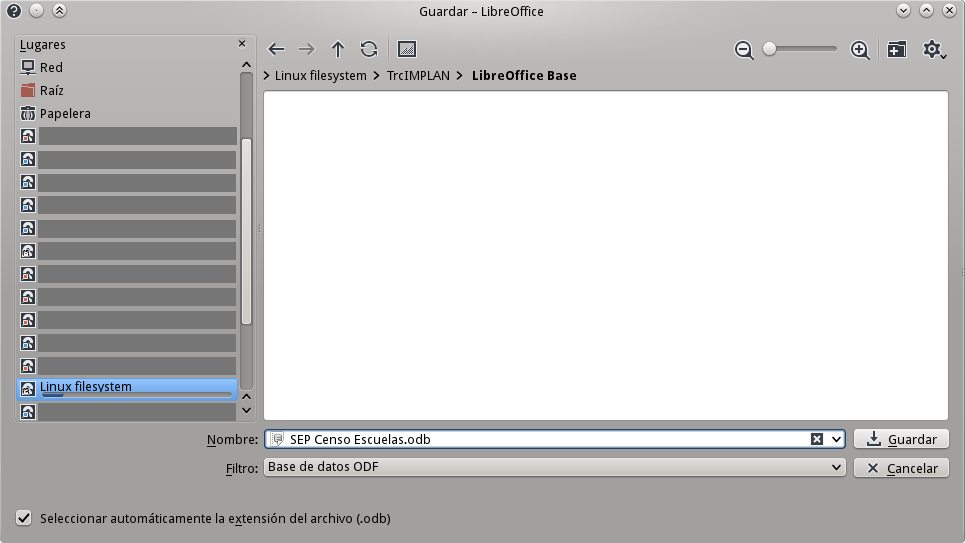 Guardar – LibreOffice
Lugares
Red
Raíz
Papelera
Linux filesystem
Linux filesystem > TrcIMPLAN > LibreOffice Base
Nombre: SEP Censo Escuelas.odb Guardar
Filtro: Base de datos ODF Cancelar
Seleccionar automáticamente la extensión del archivo (.odb)